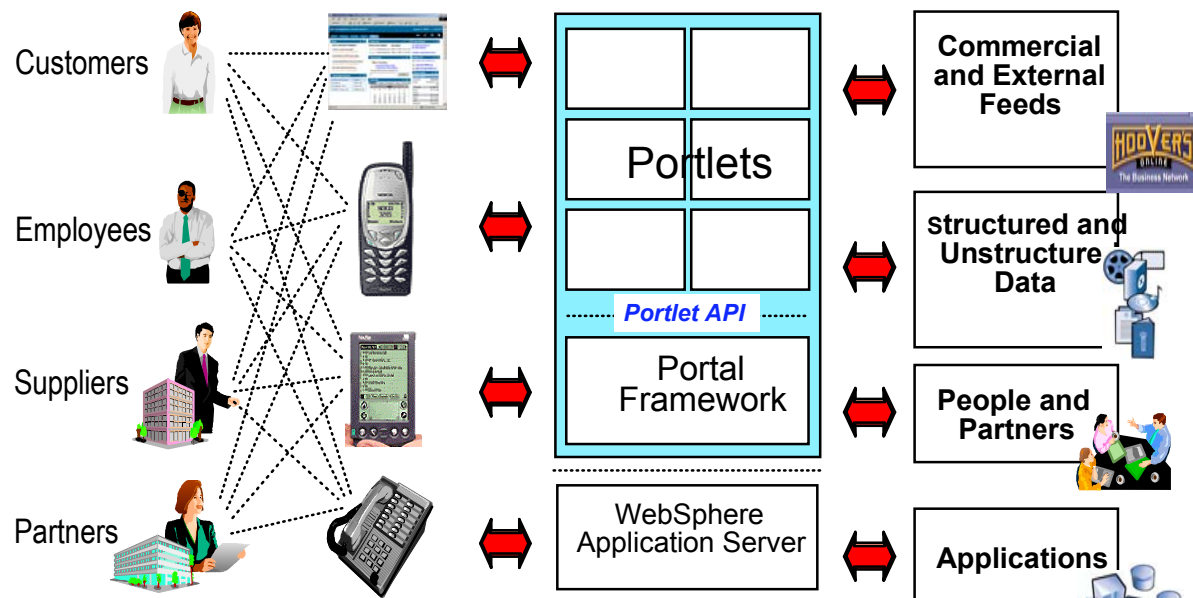 Customers
Employees
Suppliers
Partners
NOKIA
Portlets
Portlet API
Portal
Framework
WebSphere
Application Server
Commercial
and External
Feeds
HOOVER'S
ONLINE
The Business Network
Structured and
Unstructure
Data
People and
Partners
Applications